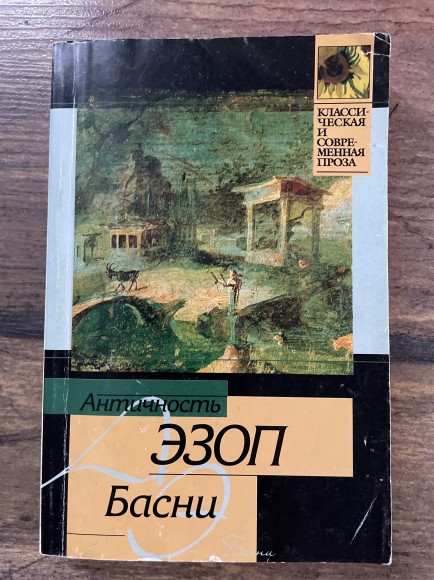 КЛАССИ-
ЧЕСКАЯ
И
СОВРЕ-
МЕННАЯ
ПРОЗА
Античность
ЭЗОП
Басни